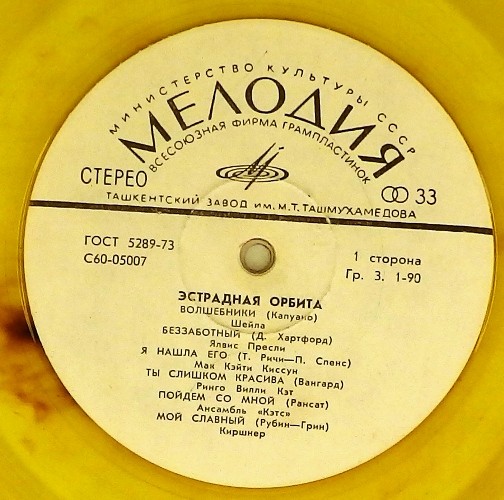 МИНИСТЕРСТВО КУЛЬТУРЫ СССР
МЕЛОДИЯ
ВСЕСОЮЗНАЯ ФИРМА ГРАМПЛАСТИНОК
СТЕРЕО
33
ТАШКЕНТСКИЙ ЗАВОД им. М.Т. ТАШМУХАМЕДОВА
ГОСТ 5289-73
С60-05007
1 сторона
Гр. 3. 1-90
ЭСТРАДНАЯ ОРБИТА
ВОЛШЕБНИКИ (Капуано)
Шейла
БЕЗЗАБОТНЫЙ (Д. Хартфорд)
Ялвис Пресли
Я НАШЛА ЕГО (Т. Ричи—П. Спенс)
Мак Кэйти Киссун
ТЫ СЛИШКОМ КРАСИВА (Вангард)
Ринго Вилли Кэт
ПОЙДЕМ СО МНОЙ (Рансат)
Ансамбль «Кэтс»
МОЙ СЛАВНЫЙ (Рубин—Грин)
Киршнер